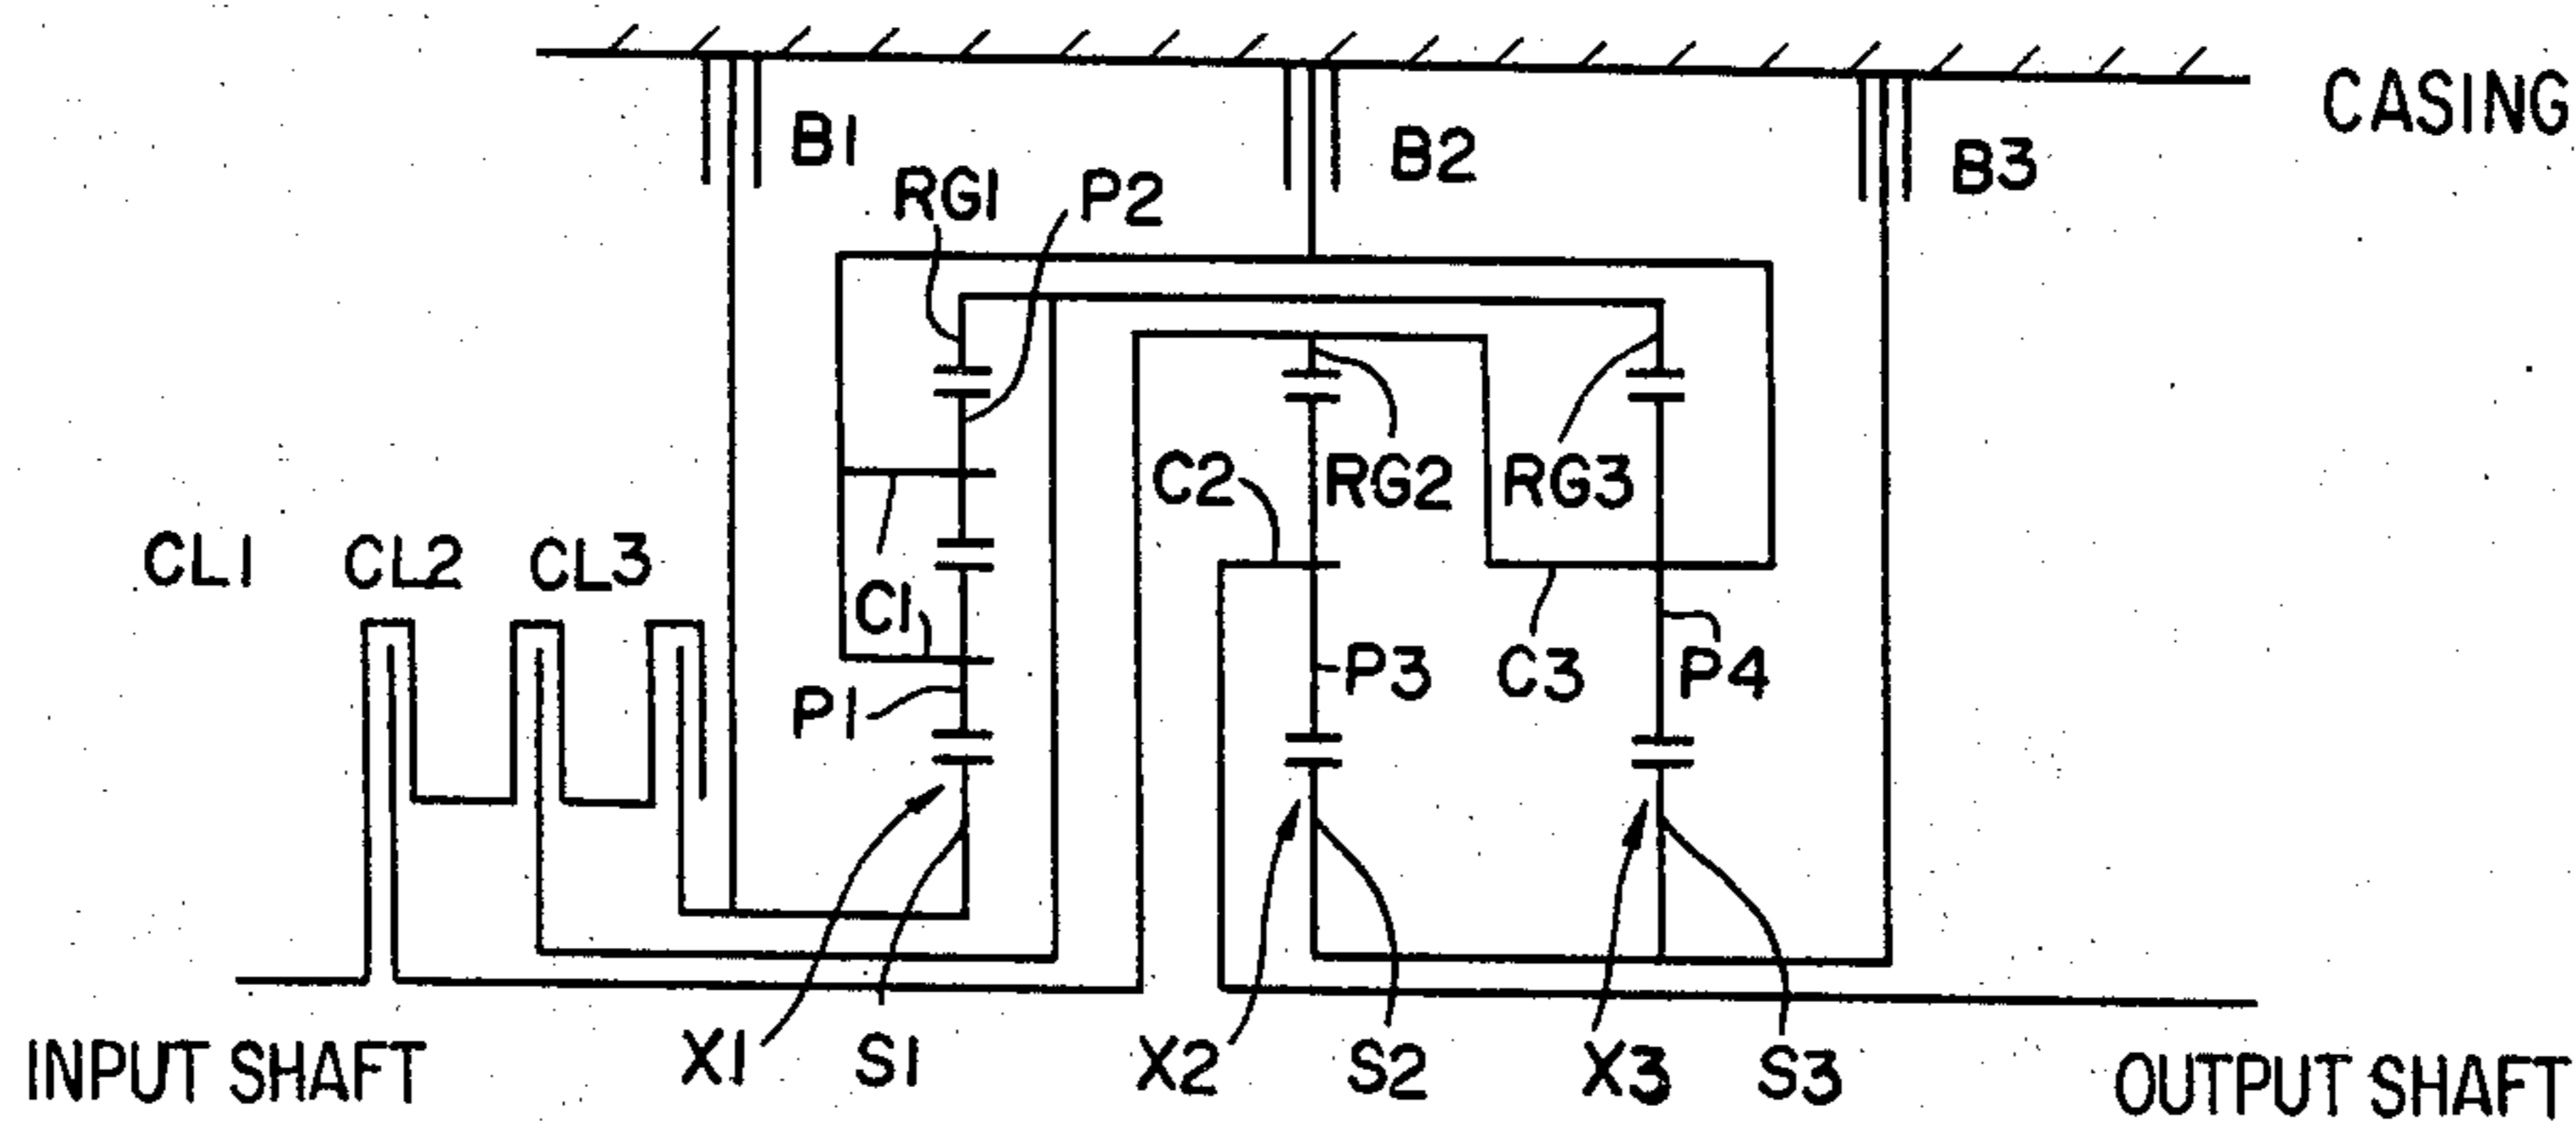 CASING
B1
B2
B3
RG1
P2
C2
RG2
RG3
CL1
CL2
CL3
C1
P1
P3
C3
P4
X1
S1
X2
S2
X3
S3
INPUT SHAFT
OUTPUT SHAFT